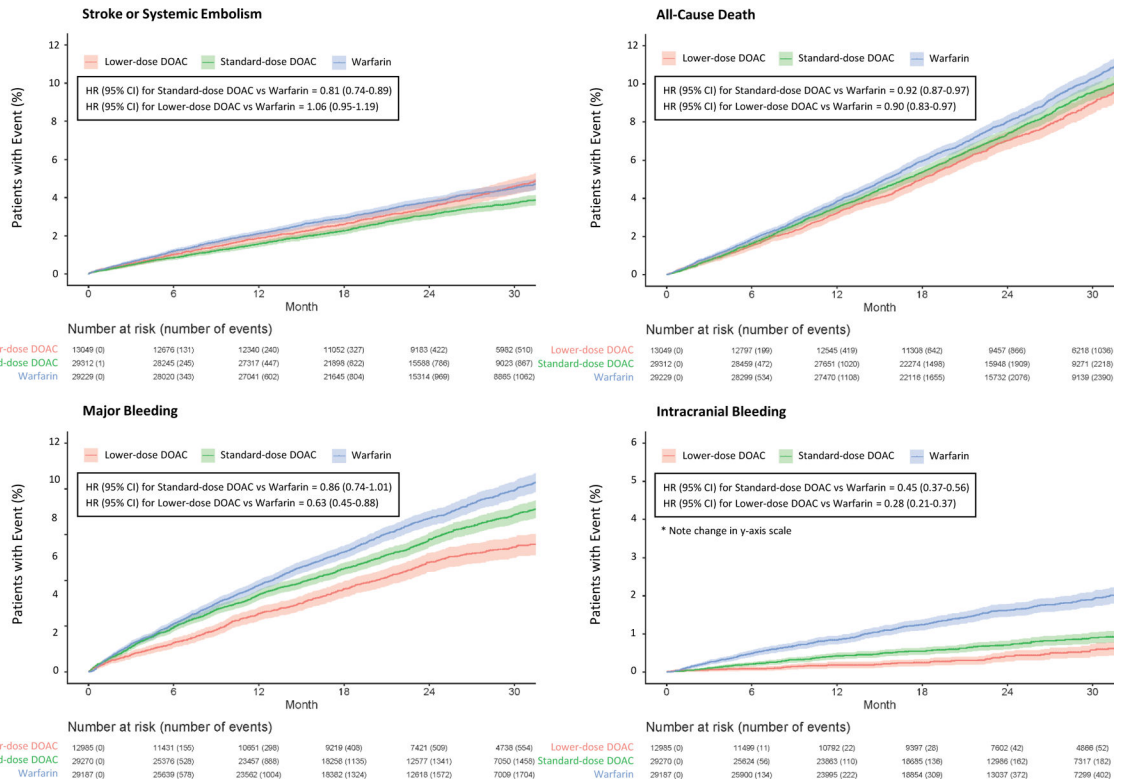 Stroke or Systemic Embolism
12
10
8
6
4
2
0
Patients with Event (%)
Lower-dose DOAC Standard-dose DOAC Warfarin
HR (95% CI) for Standard-dose DOAC vs Warfarin = 0.81 (0.74-0.89)
HR (95% CI) for Lower-dose DOAC vs Warfarin = 1.06 (0.95-1.19)
0 6 12 18 24 30
Month
Number at risk (number of events)
er-dose DOAC 13049 (0) 12676 (131) 12340 (240) 11052 (327) 9183 (422) 5982 (510)
d-dose DOAC 29312 (1) 28245 (245) 27317 (447) 21898 (622) 15588 (786) 9023 (867)
Warfarin 29229 (0) 28020 (343) 27041 (602) 21645 (804) 15314 (969) 8865 (1062)
All-Cause Death
12
10
8
6
4
2
0
Patients with Event (%)
Lower-dose DOAC Standard-dose DOAC Warfarin
HR (95% CI) for Standard-dose DOAC vs Warfarin = 0.92 (0.87-0.97)
HR (95% CI) for Lower-dose DOAC vs Warfarin = 0.90 (0.83-0.97)
0 6 12 18 24 30
Month
Number at risk (number of events)
Lower-dose DOAC 13049 (0) 12797 (199) 12545 (419) 11308 (642) 9457 (866) 6218 (1036)
Standard-dose DOAC 29312 (0) 28459 (472) 27651 (1020) 22274 (1498) 15948 (1909) 9271 (2218)
Warfarin 29229 (0) 28299 (534) 27470 (1108) 22116 (1655) 15732 (2076) 9139 (2390)
Major Bleeding
12
10
8
6
4
2
0
Patients with Event (%)
Lower-dose DOAC Standard-dose DOAC Warfarin
HR (95% CI) for Standard-dose DOAC vs Warfarin = 0.86 (0.74-1.01)
HR (95% CI) for Lower-dose DOAC vs Warfarin = 0.63 (0.45-0.88)
0 6 12 18 24 30
Month
Number at risk (number of events)
er-dose DOAC 12985 (0) 11431 (155) 10651 (298) 9219 (408) 7421 (509) 4738 (554)
d-dose DOAC 29270 (0) 25376 (528) 23457 (888) 18258 (1135) 12577 (1341) 7050 (1458)
Warfarin 29187 (0) 25639 (578) 23562 (1004) 18382 (1324) 12618 (1572) 7009 (1704)
Intracranial Bleeding
6
5
4
3
2
1
0
Patients with Event (%)
Lower-dose DOAC Standard-dose DOAC Warfarin
HR (95% CI) for Standard-dose DOAC vs Warfarin = 0.45 (0.37-0.56)
HR (95% CI) for Lower-dose DOAC vs Warfarin = 0.28 (0.21-0.37)
* Note change in y-axis scale
0 6 12 18 24 30
Month
Number at risk (number of events)
Lower-dose DOAC 12985 (0) 11499 (11) 10792 (22) 9397 (28) 7602 (42) 4866 (52)
Standard-dose DOAC 29270 (0) 25624 (56) 23863 (110) 18685 (136) 12986 (162) 7317 (182)
Warfarin 29187 (0) 25900 (134) 23995 (222) 18854 (309) 13037 (373) 7299 (402)